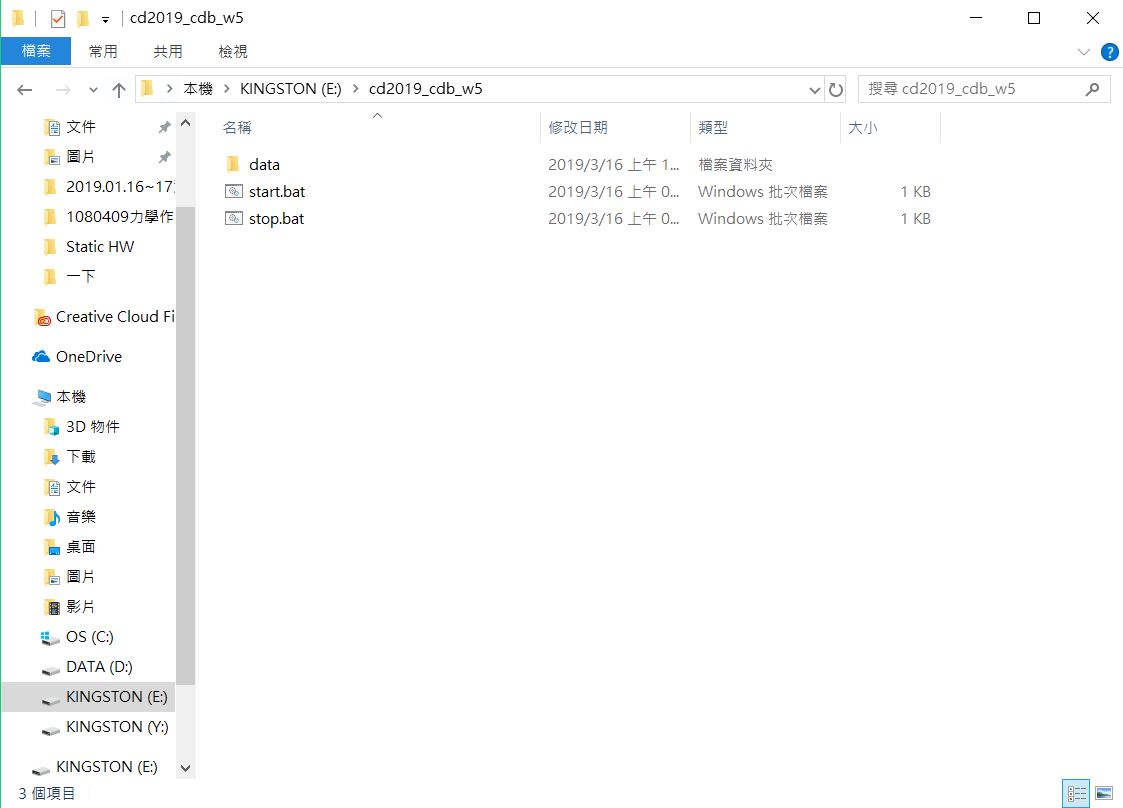 cd2019_cdb_w5
檔案 常用 共用 檢視
本機 KINGSTON (E:) cd2019_cdb_w5 搜尋 cd2019_cdb_w5
文件
圖片
2019.01.16~17
1080409力學作
Static HW
一下
Creative Cloud Fi
OneDrive
本機
3D 物件
下載
文件
音樂
桌面
圖片
影片
OS (C:)
DATA (D:)
KINGSTON (E:)
KINGSTON (Y:)
KINGSTON (E:)
名稱 修改日期 類型 大小
data 2019/3/16 上午 1... 檔案資料夾
start.bat 2019/3/16 上午 0... Windows 批次檔案 1 KB
stop.bat 2019/3/16 上午 0... Windows 批次檔案 1 KB
3 個項目